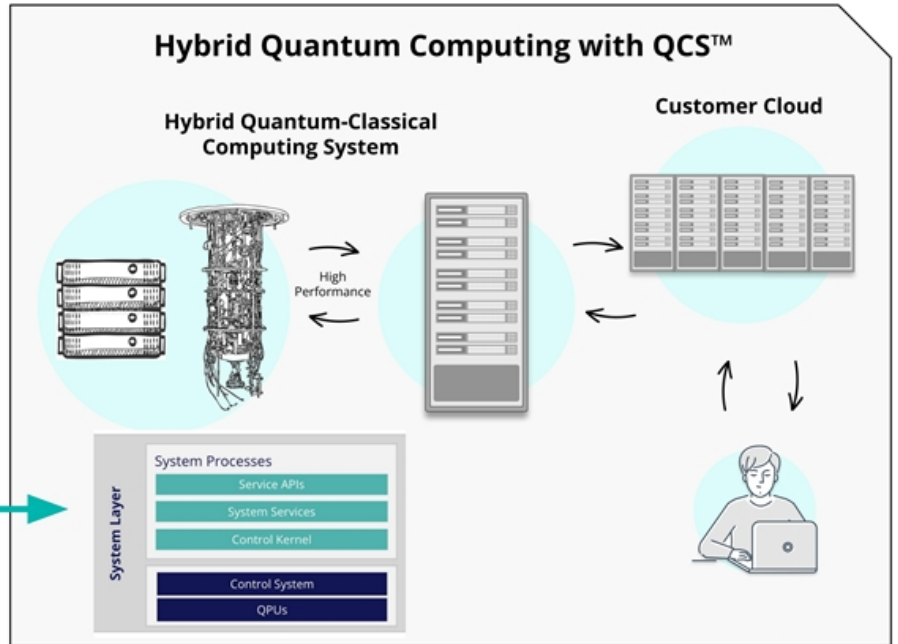 Hybrid Quantum Computing with QCS™
Hybrid Quantum-Classical
Computing System
Customer Cloud
High
Performance
System Layer
System Processes
Service APIs
System Services
Control Kernel
Control System
QPUs